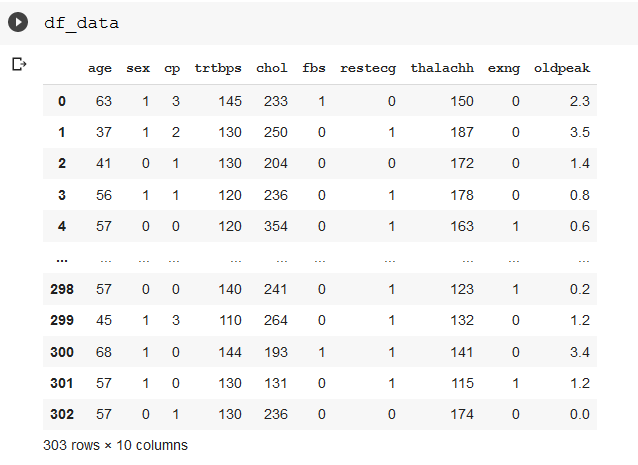 df_data
age sex cp trtbps chol fbs restecg thalachh exng oldpeak
0 63 1 3 145 233 1 0 150 0 2.3
1 37 1 2 130 250 0 1 187 0 3.5
2 41 0 1 130 204 0 0 172 0 1.4
3 56 1 1 120 236 0 1 178 0 0.8
4 57 0 0 120 354 0 1 163 1 0.6
... ... ... ... ... ... ... ... ... ... ...
298 57 0 0 140 241 0 1 123 1 0.2
299 45 1 3 110 264 0 1 132 0 1.2
300 68 1 0 144 193 1 1 141 0 3.4
301 57 1 0 130 131 0 1 115 1 1.2
302 57 0 1 130 236 0 0 174 0 0.0
303 rows × 10 columns